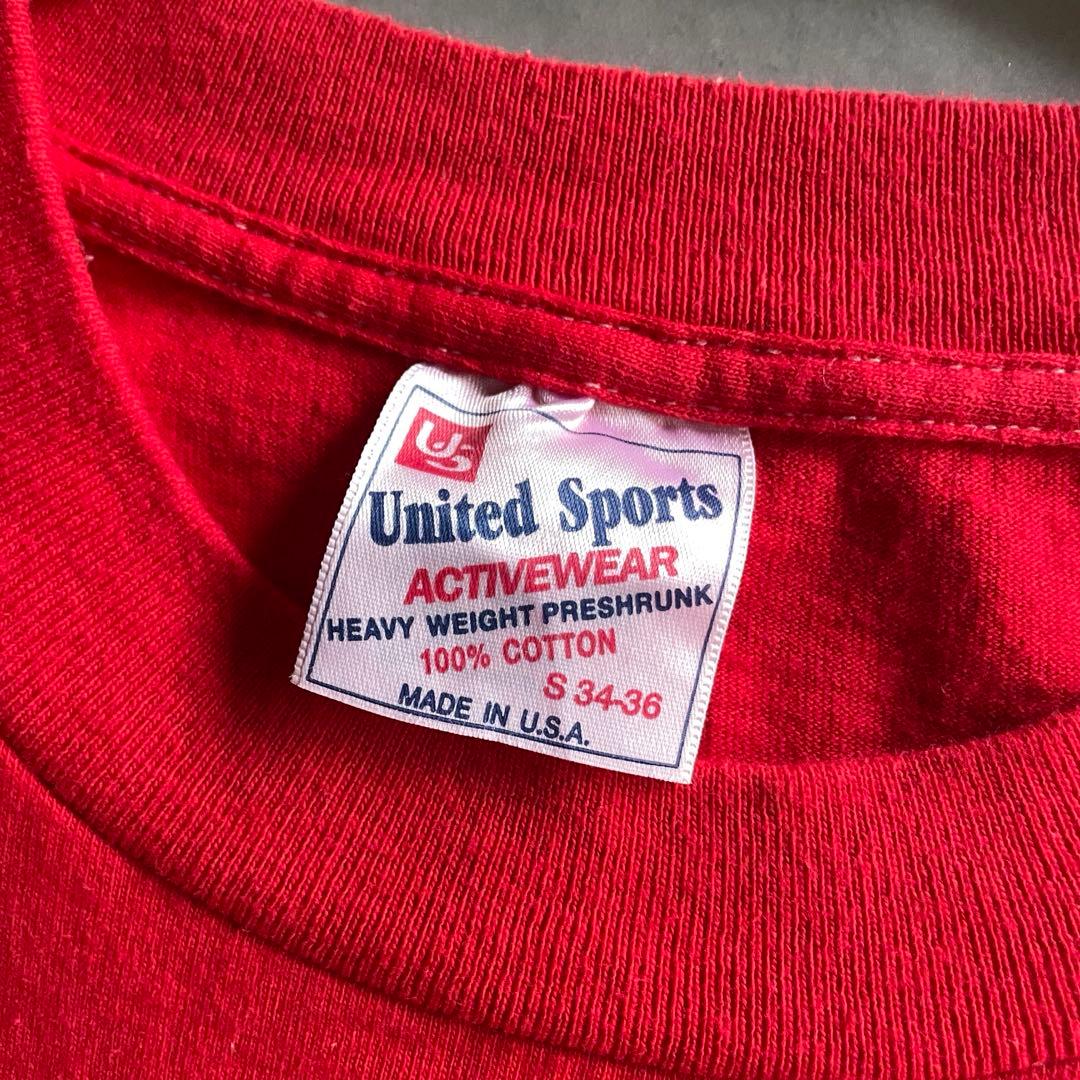 US
United Sports
ACTIVEWEAR
HEAVY WEIGHT PRESHRUNK
100% COTTON
S 34-36
MADE IN U.S.A.